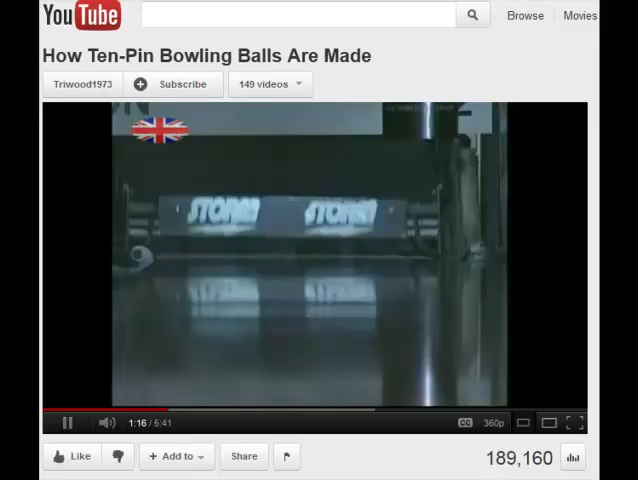 YouTube
Browse Movies
How Ten-Pin Bowling Balls Are Made
Triwood1973 Subscribe 149 videos
STORM STORM
1:16 / 5:41 CC 360p
Like Add to Share 189,160